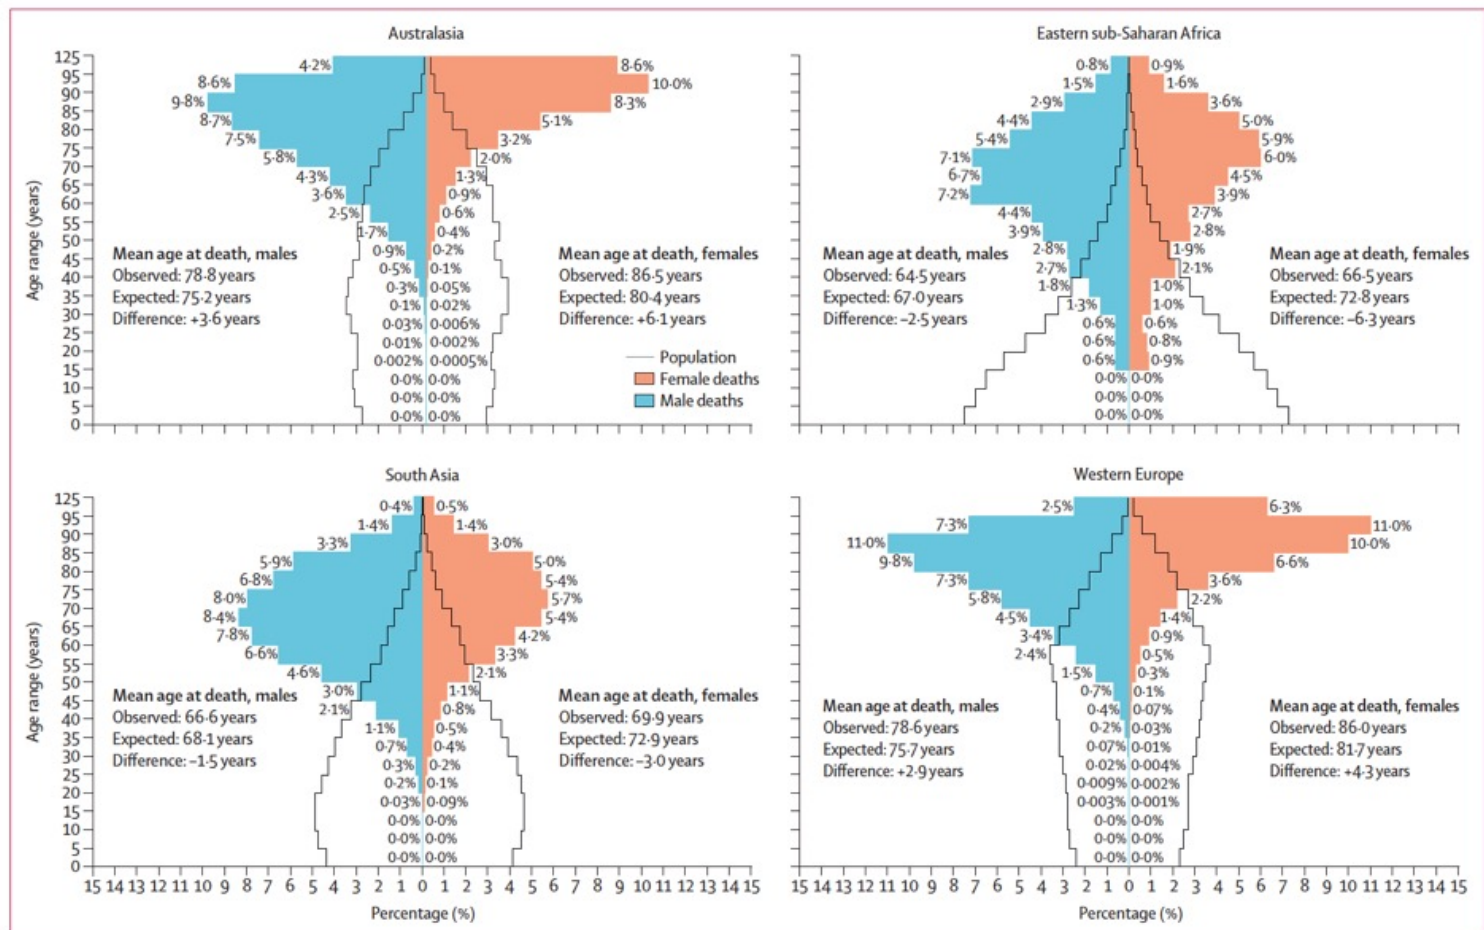 Australasia
Age range (years)
125
95
90
85
80
75
70
65
60
55
50
45
40
35
30
25
20
15
10
5
0
4·2% 8·6%
8·6% 10·0%
9·8% 8·3%
8·7% 5·1%
7·5% 3·2%
5·8% 2·0%
4·3% 1·3%
3·6% 0·9%
2·5% 0·6%
1·7% 0·4%
0·9% 0·2%
0·5% 0·1%
0·3% 0·05%
0·1% 0·02%
0·03% 0·006%
0·01% 0·002%
0·002% 0·0005%
0·0% 0·0%
0·0% 0·0%
0·0% 0·0%
Mean age at death, males
Observed: 78·8 years
Expected: 75·2 years
Difference: +3·6 years
Mean age at death, females
Observed: 86·5 years
Expected: 80·4 years
Difference: +6·1 years
Population
Female deaths
Male deaths
Eastern sub-Saharan Africa
0·8% 0·9%
1·5% 1·6%
2·9% 3·6%
4·4% 5·0%
5·4% 5·9%
7·1% 6·0%
6·7% 4·5%
7·2% 3·9%
4·4% 2·7%
3·9% 2·8%
2·8% 1·9%
2·7% 2·1%
1·8% 1·0%
1·3% 1·0%
0·6% 0·6%
0·6% 0·8%
0·6% 0·9%
0·0% 0·0%
0·0% 0·0%
0·0% 0·0%
Mean age at death, males
Observed: 64·5 years
Expected: 67·0 years
Difference: –2·5 years
Mean age at death, females
Observed: 66·5 years
Expected: 72·8 years
Difference: –6·3 years
South Asia
Age range (years)
125
95
90
85
80
75
70
65
60
55
50
45
40
35
30
25
20
15
10
5
0
0·4% 0·5%
1·4% 1·4%
3·3% 3·0%
5·9% 5·0%
6·8% 5·4%
8·0% 5·7%
8·4% 5·4%
7·8% 4·2%
6·6% 3·3%
4·6% 2·1%
3·0% 1·1%
2·1% 0·8%
1·1% 0·5%
0·7% 0·4%
0·3% 0·2%
0·2% 0·1%
0·03% 0·09%
0·0% 0·0%
0·0% 0·0%
0·0% 0·0%
Mean age at death, males
Observed: 66·6 years
Expected: 68·1 years
Difference: –1·5 years
Mean age at death, females
Observed: 69·9 years
Expected: 72·9 years
Difference: –3·0 years
15 14 13 12 11 10 9 8 7 6 5 4 3 2 1 0 1 2 3 4 5 6 7 8 9 10 11 12 13 14 15
Percentage (%)
Western Europe
2·5% 6·3%
7·3% 11·0%
11·0% 10·0%
9·8% 6·6%
7·3% 3·6%
5·8% 2·2%
4·5% 1·4%
3·4% 0·9%
2·4% 0·5%
1·5% 0·3%
0·7% 0·1%
0·4% 0·07%
0·2% 0·03%
0·07% 0·01%
0·02% 0·004%
0·009% 0·002%
0·003% 0·001%
0·0% 0·0%
0·0% 0·0%
0·0% 0·0%
Mean age at death, males
Observed: 78·6 years
Expected: 75·7 years
Difference: +2·9 years
Mean age at death, females
Observed: 86·0 years
Expected: 81·7 years
Difference: +4·3 years
15 14 13 12 11 10 9 8 7 6 5 4 3 2 1 0 1 2 3 4 5 6 7 8 9 10 11 12 13 14 15
Percentage (%)